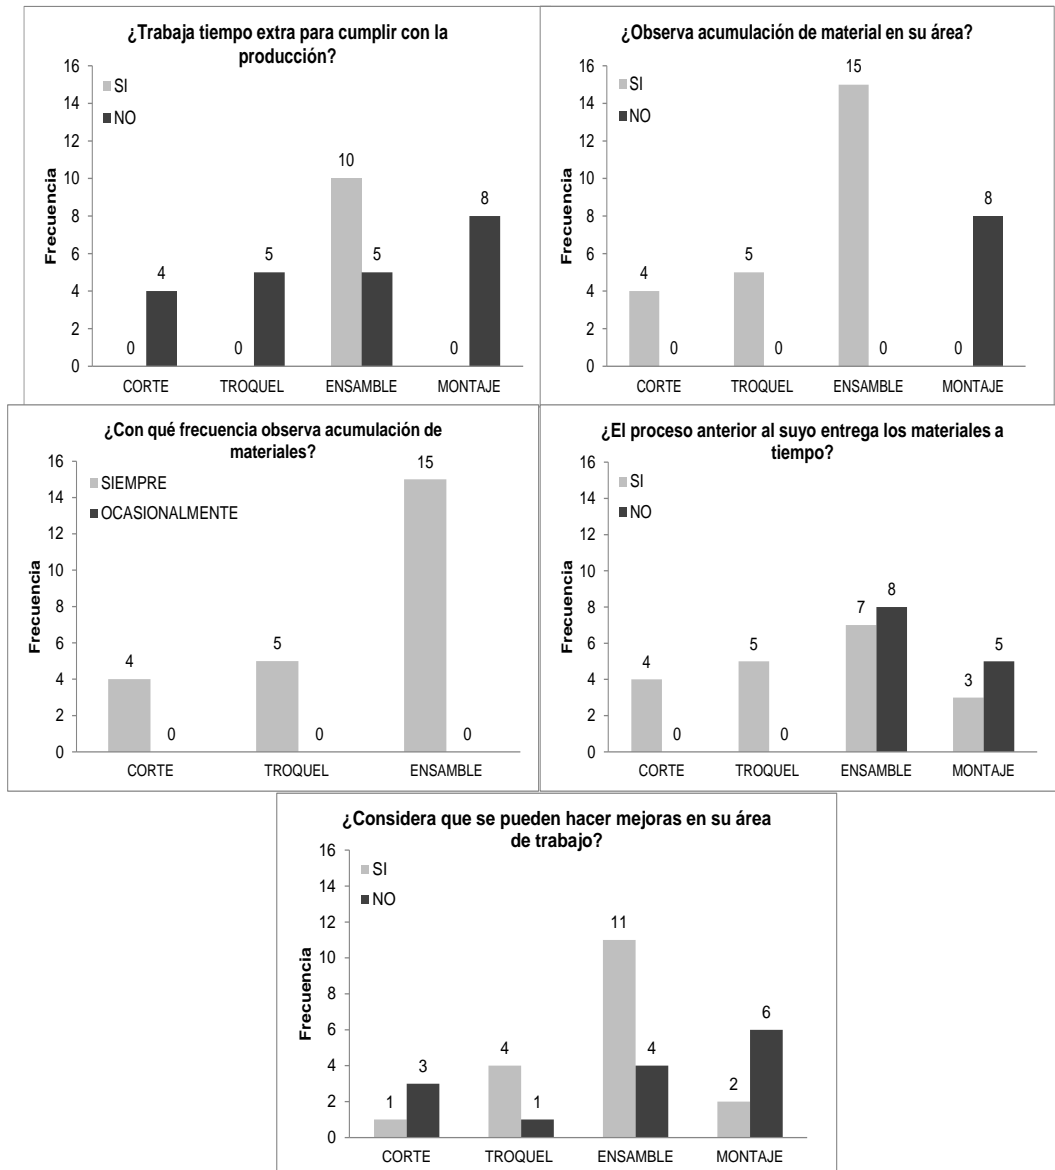 ¿Trabaja tiempo extra para cumplir con la
producción?
16
14
12
10
8
6
4
2
0
Frecuencia
SI
NO
0
4
0
5
10
5
0
8
CORTE
TROQUEL
ENSAMBLE
MONTAJE
¿Observa acumulación de material en su área?
16
14
12
10
8
6
4
2
0
Frecuencia
SI
NO
4
0
5
0
15
0
0
8
CORTE
TROQUEL
ENSAMBLE
MONTAJE
¿Con qué frecuencia observa acumulación de
materiales?
16
14
12
10
8
6
4
2
0
Frecuencia
SIEMPRE
OCASIONALMENTE
4
0
5
0
15
0
CORTE
TROQUEL
ENSAMBLE
¿El proceso anterior al suyo entrega los materiales a
tiempo?
16
14
12
10
8
6
4
2
0
Frecuencia
SI
NO
4
0
5
0
7
8
3
5
CORTE
TROQUEL
ENSAMBLE
MONTAJE
¿Considera que se pueden hacer mejoras en su área
de trabajo?
16
14
12
10
8
6
4
2
0
Frecuencia
SI
NO
1
3
4
1
11
4
2
6
CORTE
TROQUEL
ENSAMBLE
MONTAJE